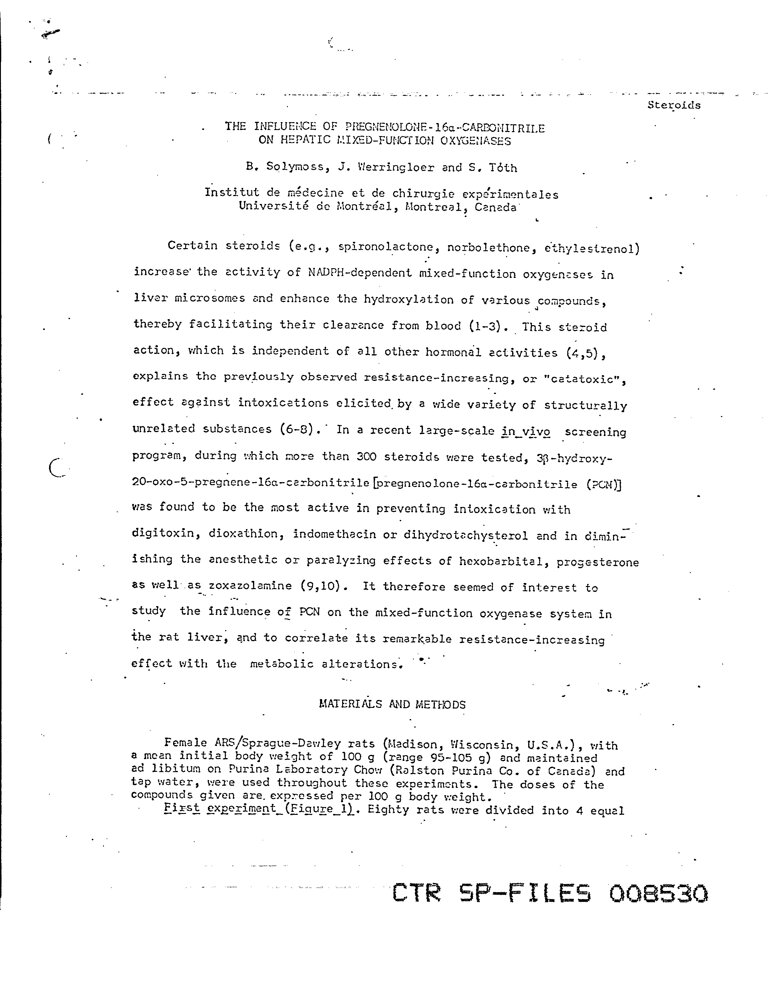 Steroids
THE INFLUENCE OF PREGNENOLONE-16α-CARBONITRILE
ON HEPATIC MIXED-FUNCTION OXYGENASES
B. Solymoss, J. Werringloer and S. Tóth
Institut de médecine et de chirurgie expérimentales
Université de Montréal, Montreal, Canada
Certain steroids (e.g., spironolactone, norbolethone, ethylestrenol)
increase the activity of NADPH-dependent mixed-function oxygenases in
liver microsomes and enhance the hydroxylation of various compounds,
thereby facilitating their clearance from blood (1-3). This steroid
action, which is independent of all other hormonal activities (4,5),
explains the previously observed resistance-increasing, or "catatoxic",
effect against intoxications elicited by a wide variety of structurally
unrelated substances (6-8). In a recent large-scale in vivo screening
program, during which more than 300 steroids were tested, 3β-hydroxy-
20-oxo-5-pregnene-16α-carbonitrile [pregnenolone-16α-carbonitrile (PCN)]
was found to be the most active in preventing intoxication with
digitoxin, dioxathion, indomethacin or dihydrotachysterol and in dimin-
ishing the anesthetic or paralyzing effects of hexobarbital, progesterone
as well as zoxazolamine (9,10). It therefore seemed of interest to
study the influence of PCN on the mixed-function oxygenase system in
the rat liver, and to correlate its remarkable resistance-increasing
effect with the metabolic alterations.
MATERIALS AND METHODS
Female ARS/Sprague-Dawley rats (Madison, Wisconsin, U.S.A.), with
a mean initial body weight of 100 g (range 95-105 g) and maintained
ad libitum on Purina Laboratory Chow (Ralston Purina Co. of Canada) and
tap water, were used throughout these experiments. The doses of the
compounds given are expressed per 100 g body weight.
First experiment (Figure 1). Eighty rats were divided into 4 equal
CTR SP-FILES 008530